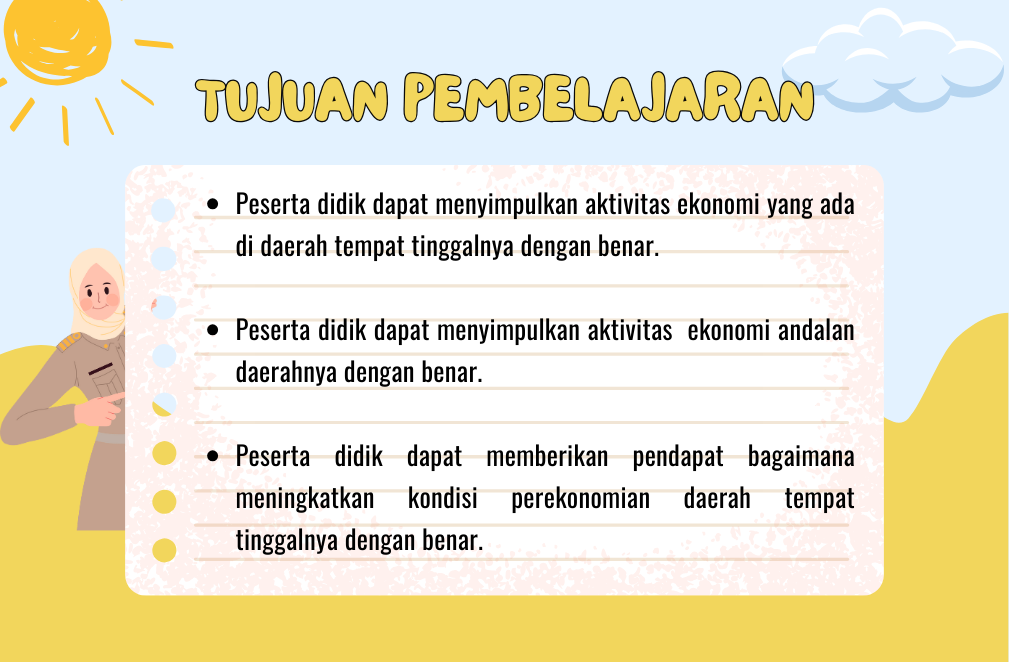 TUJUAN PEMBELAJARAN
• Peserta didik dapat menyimpulkan aktivitas ekonomi yang ada
di daerah tempat tinggalnya dengan benar.
• Peserta didik dapat menyimpulkan aktivitas  ekonomi andalan
daerahnya dengan benar.
• Peserta didik dapat memberikan pendapat bagaimana
meningkatkan kondisi perekonomian daerah tempat
tinggalnya dengan benar.